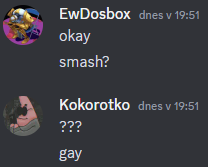 EwDosbox dnes v 19:51
okay
smash?
Kokorotko dnes v 19:51
???
gay